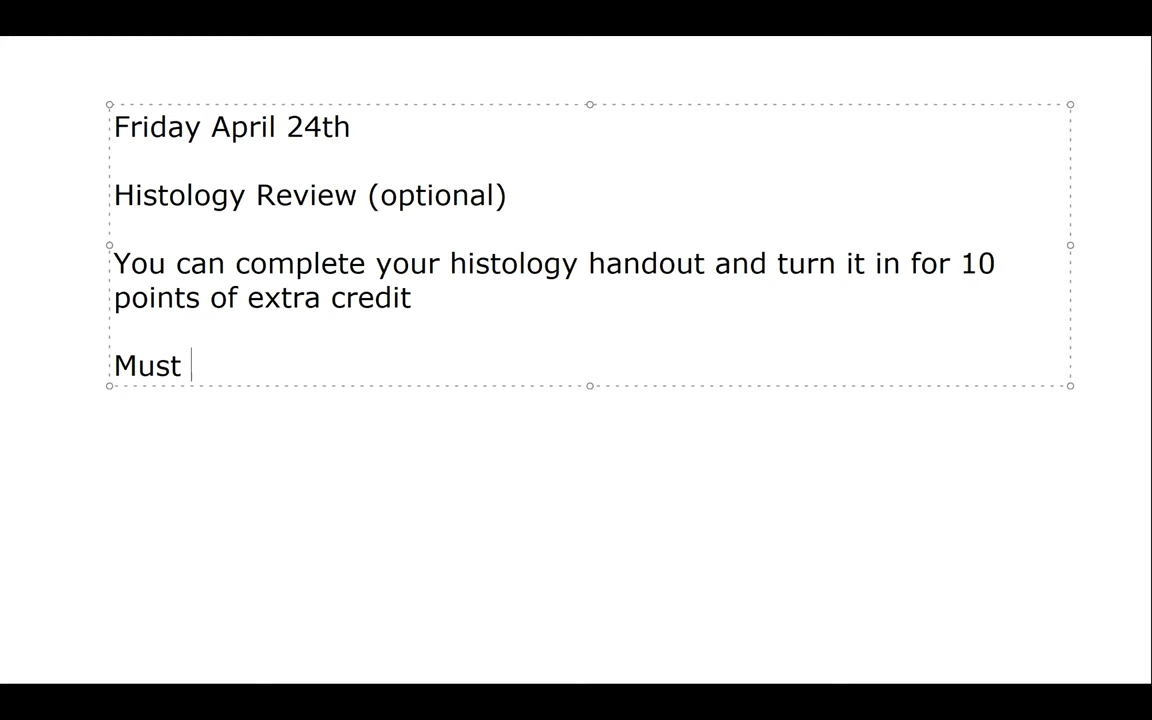 Friday April 24th
Histology Review (optional)
You can complete your histology handout and turn it in for 10
points of extra credit
Must